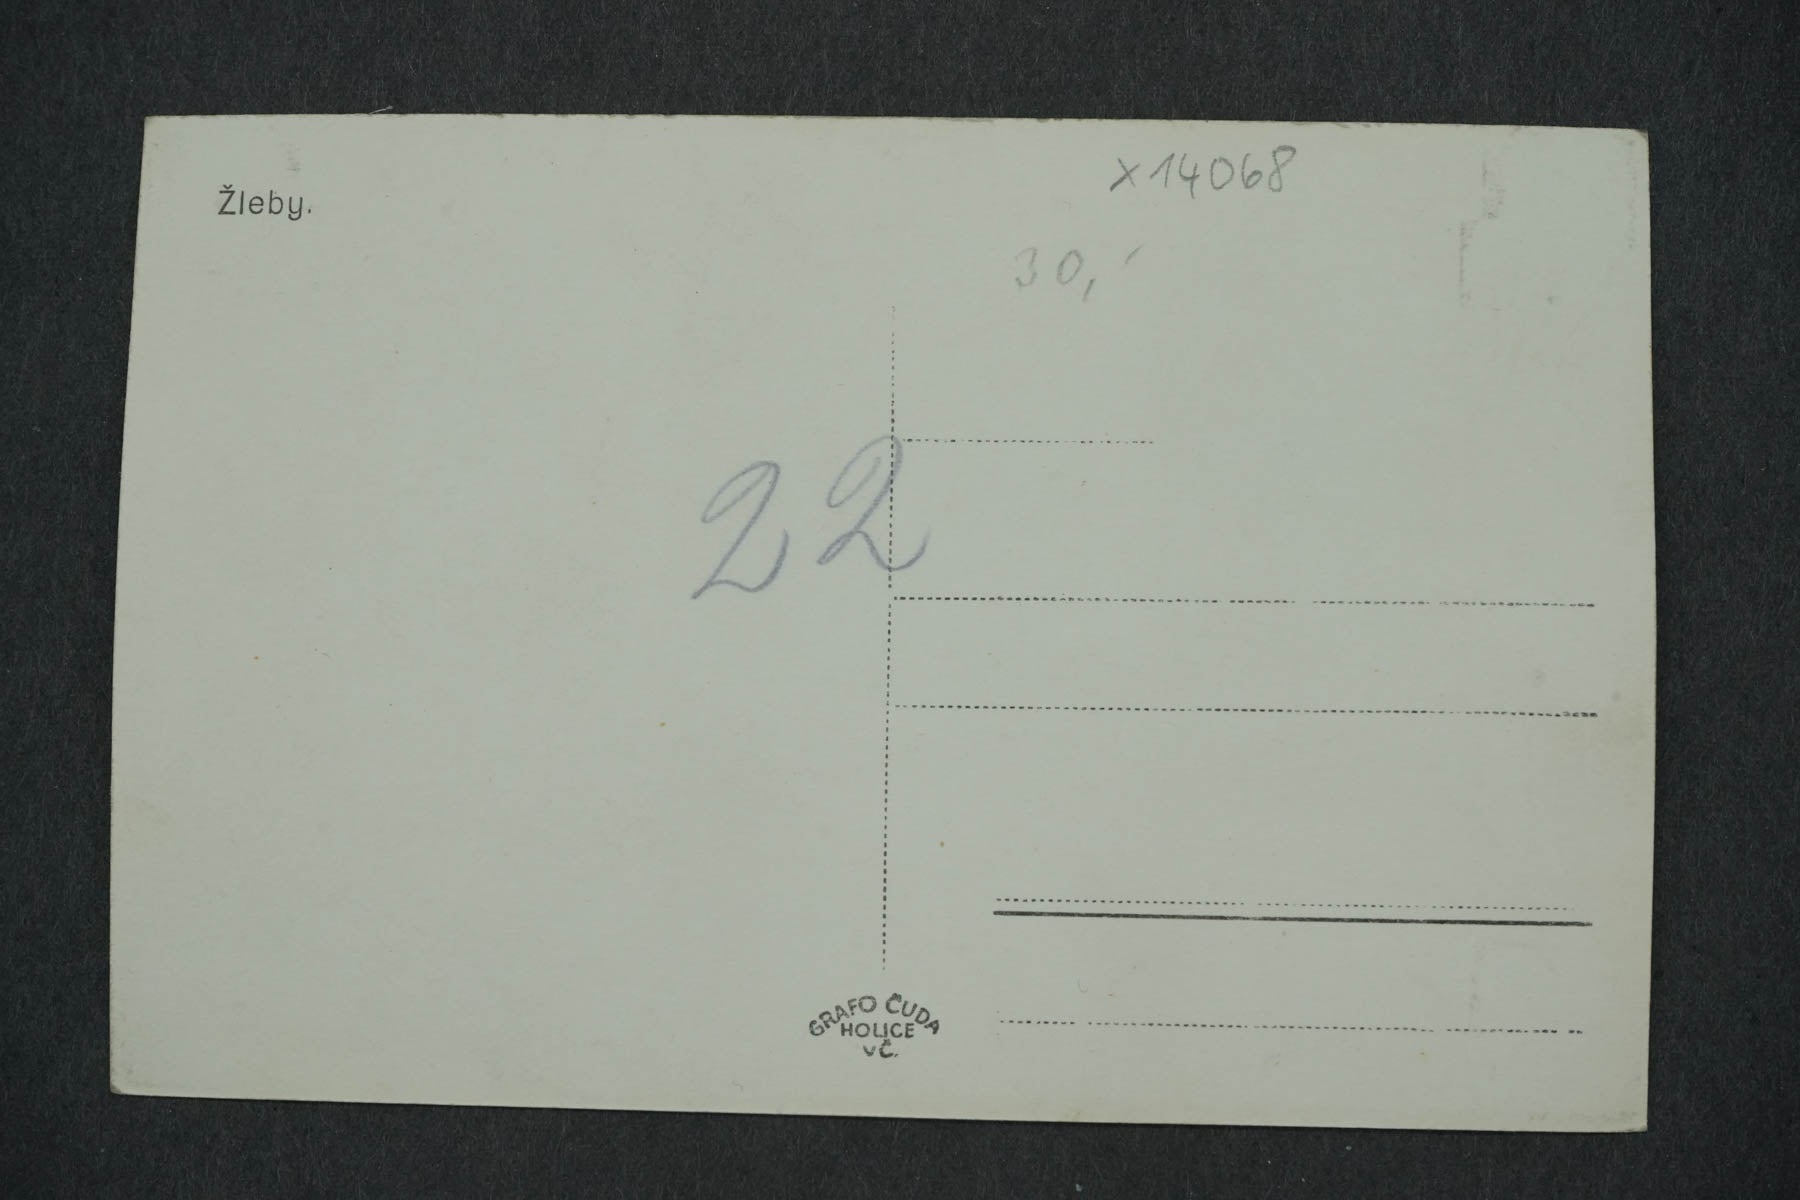 Žleby.
x14068
30,-
22
GRAFO ČUDA
HOLICE
VČ.